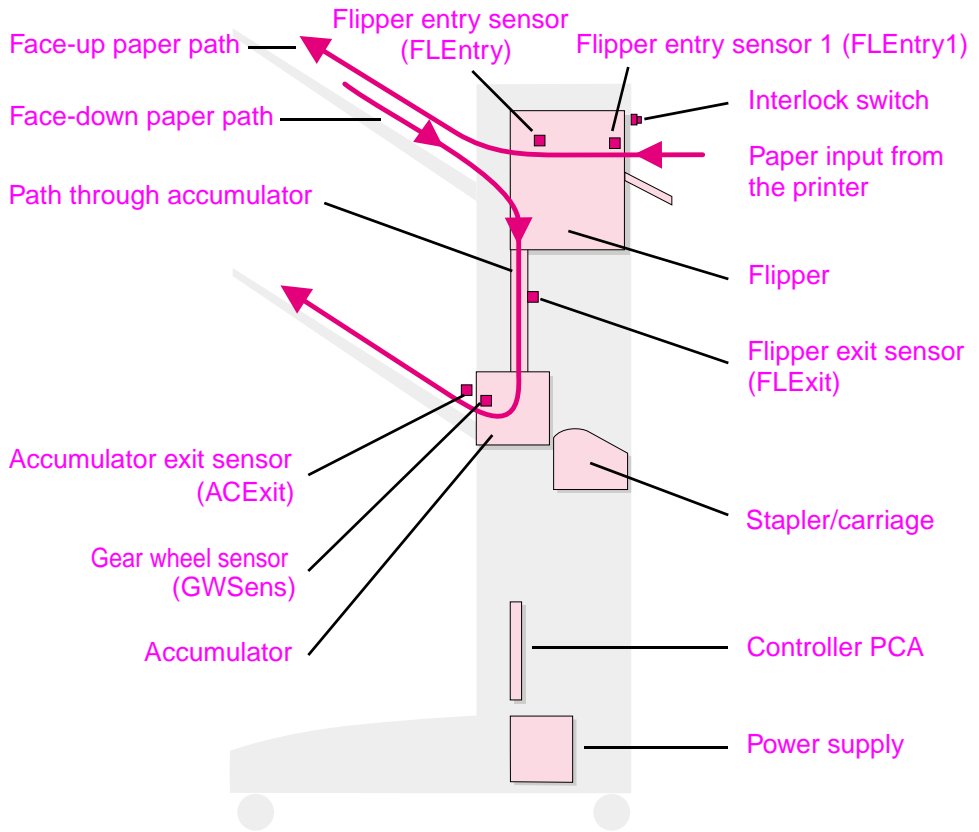 Flipper entry sensor
(FLEntry)
Flipper entry sensor 1 (FLEntry1)
Face-up paper path
Interlock switch
Face-down paper path
Paper input from
the printer
Path through accumulator
Flipper
Flipper exit sensor
(FLExit)
Accumulator exit sensor
(ACExit)
Stapler/carriage
Gear wheel sensor
(GWSens)
Accumulator
Controller PCA
Power supply